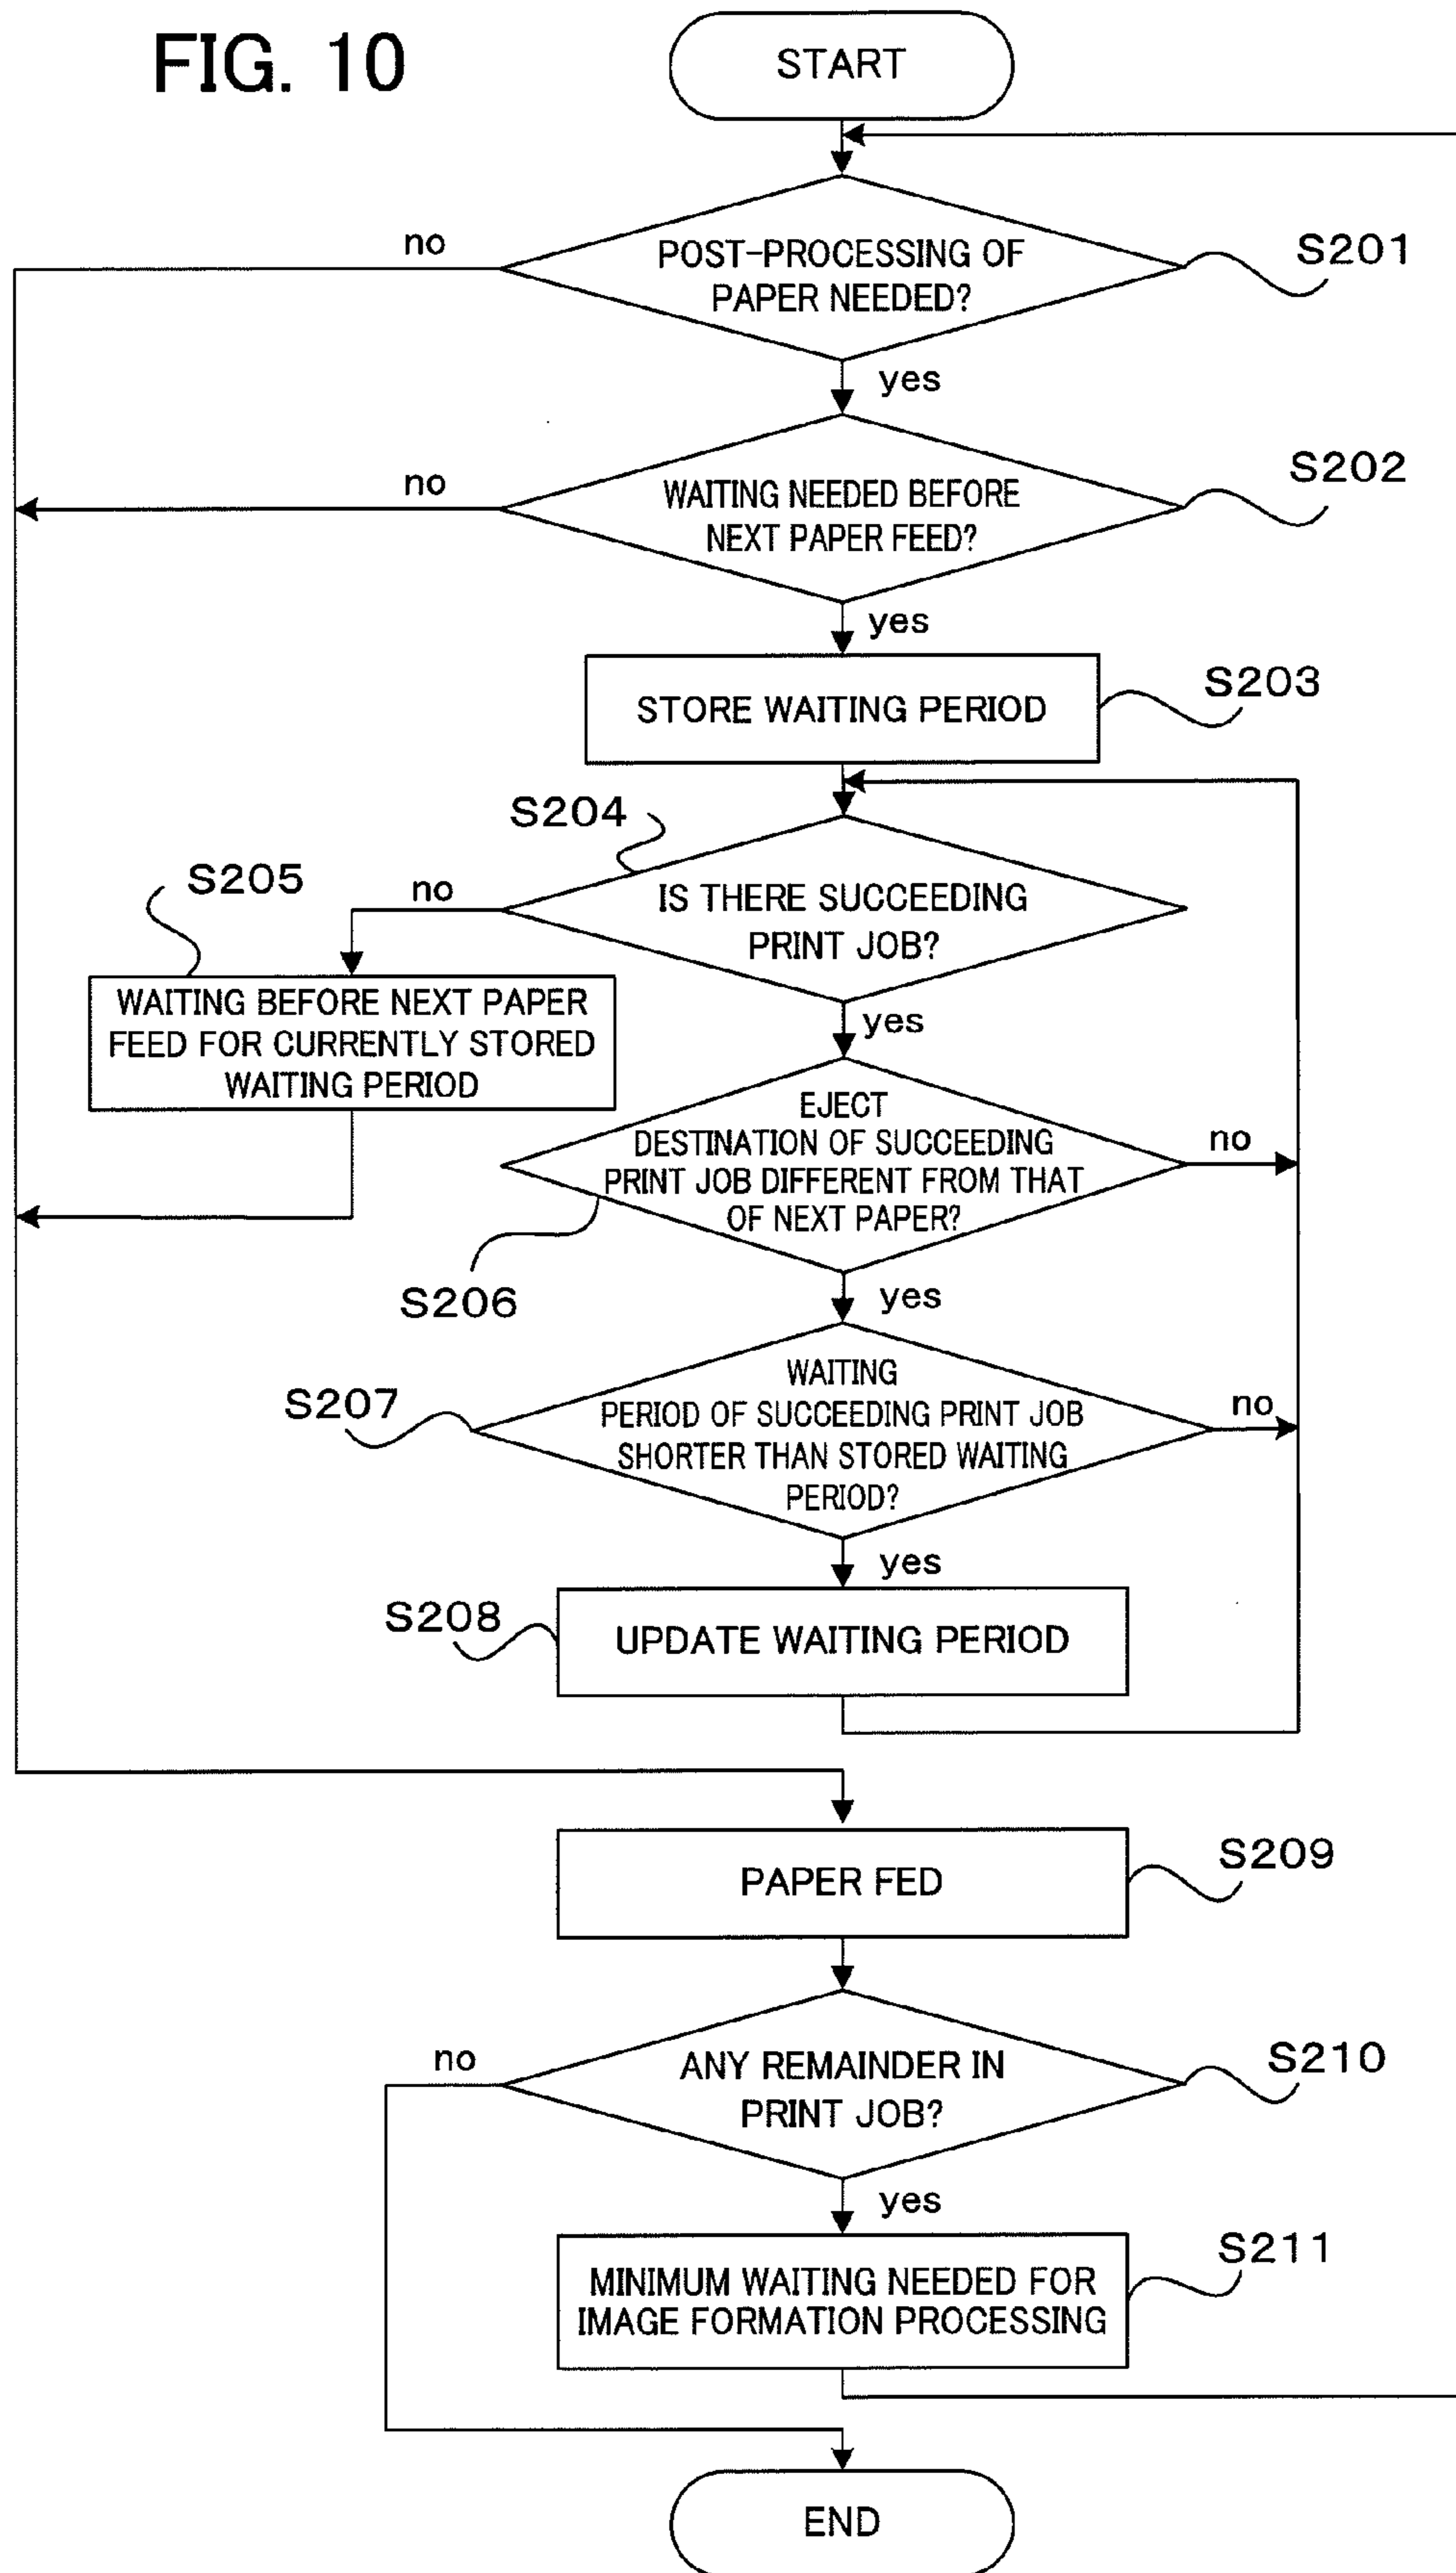 FIG. 10
START
no
POST-PROCESSING OF
PAPER NEEDED?
S201
yes
no
WAITING NEEDED BEFORE
NEXT PAPER FEED?
S202
yes
STORE WAITING PERIOD
S203
S204
S205
no
IS THERE SUCCEEDING
PRINT JOB?
WAITING BEFORE NEXT PAPER
FEED FOR CURRENTLY STORED
WAITING PERIOD
yes
EJECT
DESTINATION OF SUCCEEDING
PRINT JOB DIFFERENT FROM THAT
OF NEXT PAPER?
no
S206
yes
S207
WAITING
PERIOD OF SUCCEEDING PRINT JOB
SHORTER THAN STORED WAITING
PERIOD?
no
yes
S208
UPDATE WAITING PERIOD
PAPER FED
S209
no
ANY REMAINDER IN
PRINT JOB?
S210
yes
MINIMUM WAITING NEEDED FOR
IMAGE FORMATION PROCESSING
S211
END